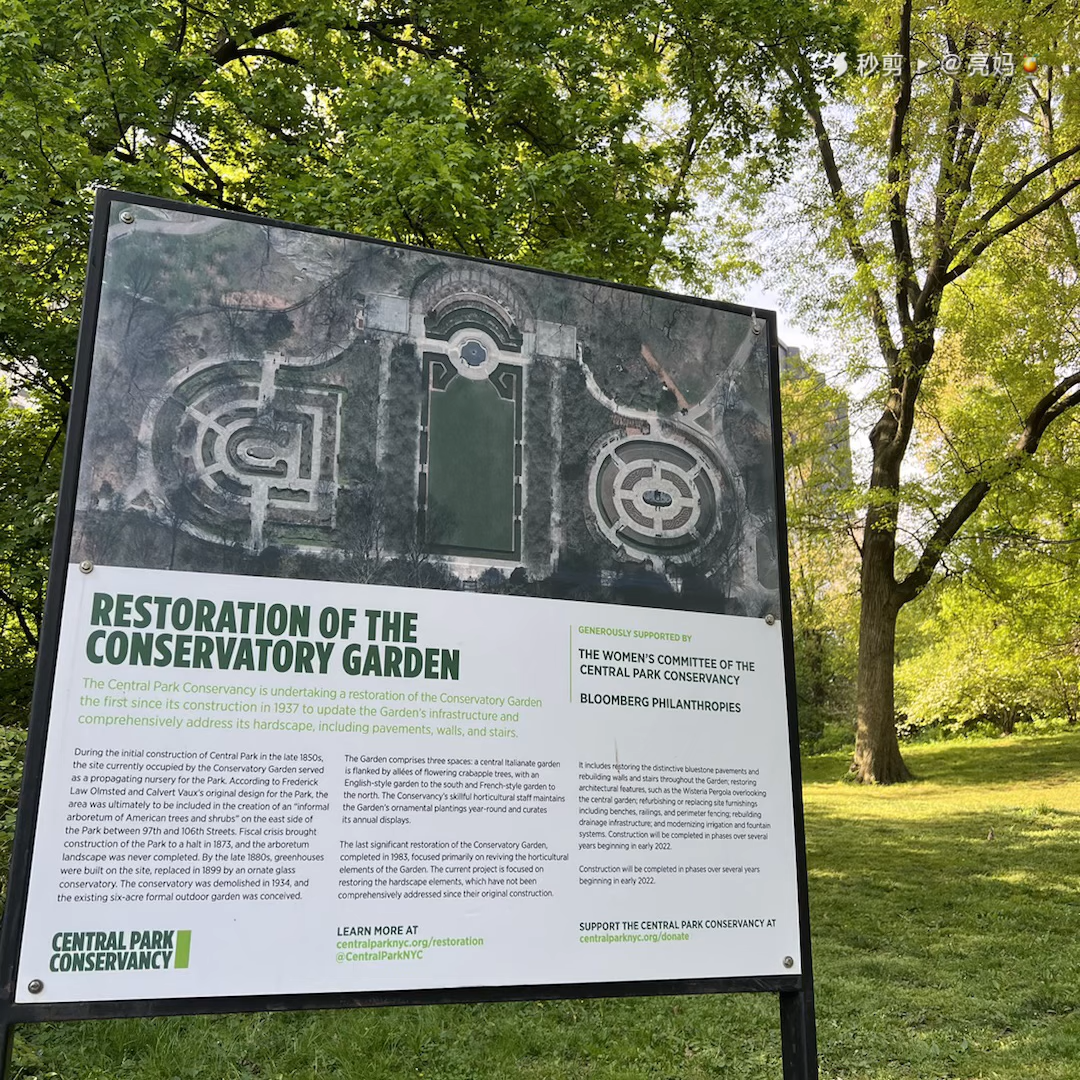 秒剪 @亮妈
RESTORATION OF THE
CONSERVATORY GARDEN
The Central Park Conservancy is undertaking a restoration of the Conservatory Garden
the first since its construction in 1937 to update the Garden's infrastructure and
comprehensively address its hardscape, including pavements, walls, and stairs.
GENEROUSLY SUPPORTED BY
THE WOMEN'S COMMITTEE OF THE
CENTRAL PARK CONSERVANCY
BLOOMBERG PHILANTHROPIES
During the initial construction of Central Park in the late 1850s,
the site currently occupied by the Conservatory Garden served
as a propagating nursery for the Park. According to Frederick
Law Olmsted and Calvert Vaux's original design for the Park, the
area was ultimately to be included in the creation of an "informal
arboretum of American trees and shrubs" on the east side of
the Park between 97th and 106th Streets. Fiscal crisis brought
construction of the Park to a halt in 1873, and the arboretum
landscape was never completed. By the late 1880s, greenhouses
were built on the site, replaced in 1899 by an ornate glass
conservatory. The conservatory was demolished in 1934, and
the existing six-acre formal outdoor garden was conceived.
The Garden comprises three spaces: a central Italianate garden
is flanked by allées of flowering crabapple trees, with an
English-style garden to the south and French-style garden to
the north. The Conservancy's skillful horticultural staff maintains
the Garden's ornamental plantings year-round and curates
its annual displays.
The last significant restoration of the Conservatory Garden,
completed in 1983, focused primarily on reviving the horticultural
elements of the Garden. The current project is focused on
restoring the hardscape elements, which have not been
comprehensively addressed since their original construction.
It includes restoring the distinctive bluestone pavements and
rebuilding walls and stairs throughout the Garden; restoring
architectural features, such as the Wisteria Pergola overlooking
the central garden; refurbishing or replacing site furnishings
including benches, railings, and perimeter fencing; rebuilding
drainage infrastructure; and modernizing irrigation and fountain
systems. Construction will be completed in phases over several
years beginning in early 2022.
Construction will be completed in phases over several years
beginning in early 2022.
CENTRAL PARK
CONSERVANCY
LEARN MORE AT
centralparknyc.org/restoration
@CentralParkNYC
SUPPORT THE CENTRAL PARK CONSERVANCY AT
centralparknyc.org/donate